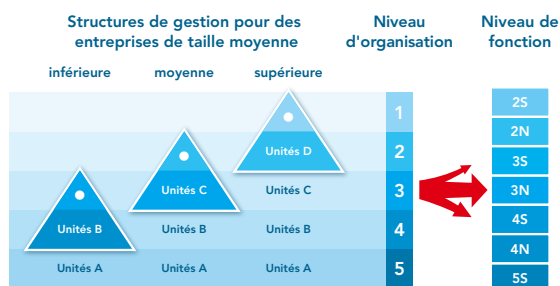 Structures de gestion pour des
entreprises de taille moyenne
Niveau
d'organisation
Niveau de
fonction
inférieure moyenne supérieure
1
2S
2N
Unités D
2
3S
Unités C
Unités C
3
3N
4S
Unités B
Unités B
Unités B
4
4N
Unités A
Unités A
Unités A
5
5S